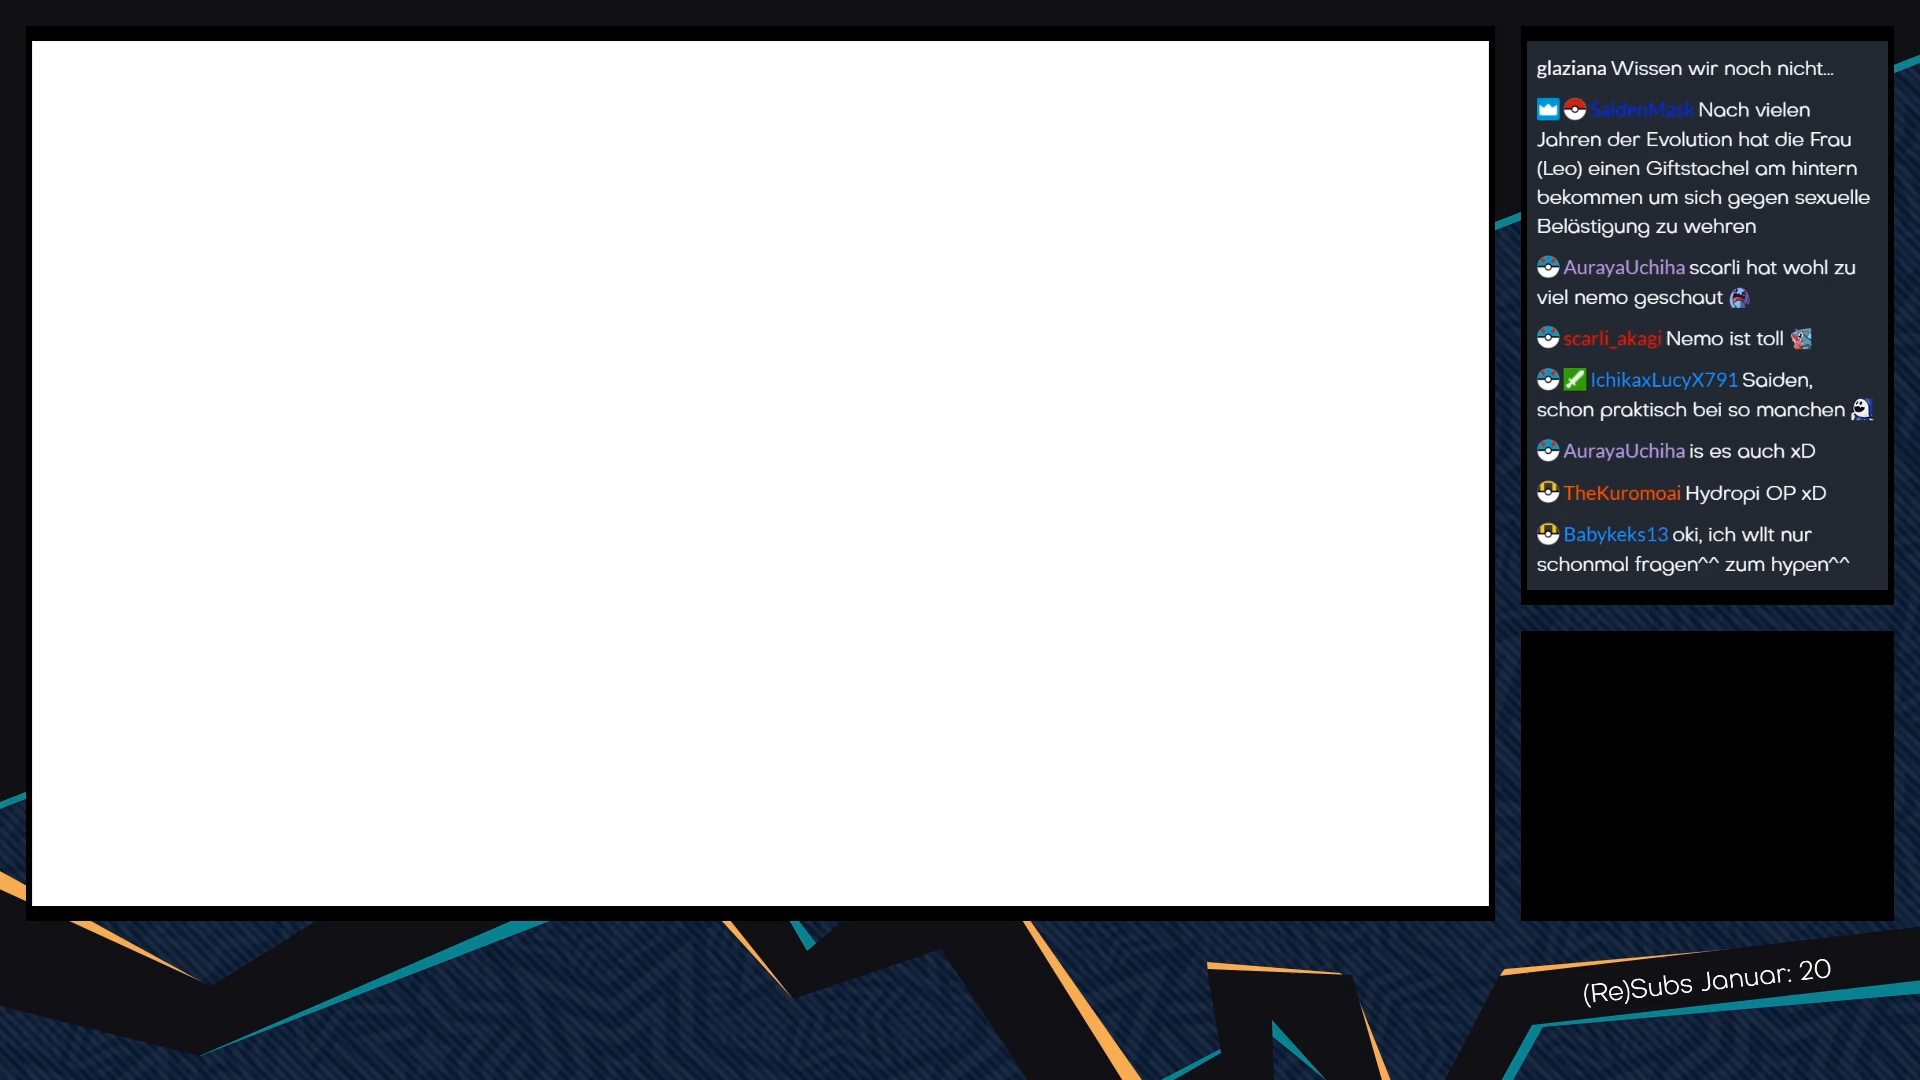 glaziana Wissen wir noch nicht...
SaidenMask Nach vielen
Jahren der Evolution hat die Frau
(Leo) einen Giftstachel am hintern
bekommen um sich gegen sexuelle
Belästigung zu wehren
AurayaUchiha scarli hat wohl zu
viel nemo geschaut
scarli_akagi Nemo ist toll
IchikaxLucyX791 Saiden,
schon praktisch bei so manchen
AurayaUchiha is es auch xD
TheKuromoai Hydropi OP xD
Babykeks13 oki, ich wllt nur
schonmal fragen^^ zum hypen^^
(Re)Subs Januar: 20